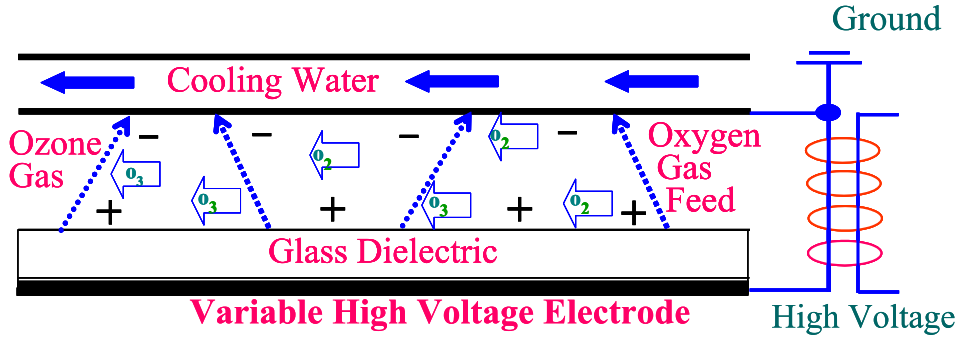 Ground
Cooling Water
Ozone
Gas
− − − −
Oxygen
Gas
Feed
O2
O2
O3
O3
O3
O2
+ + + +
Glass Dielectric
Variable High Voltage Electrode
High Voltage